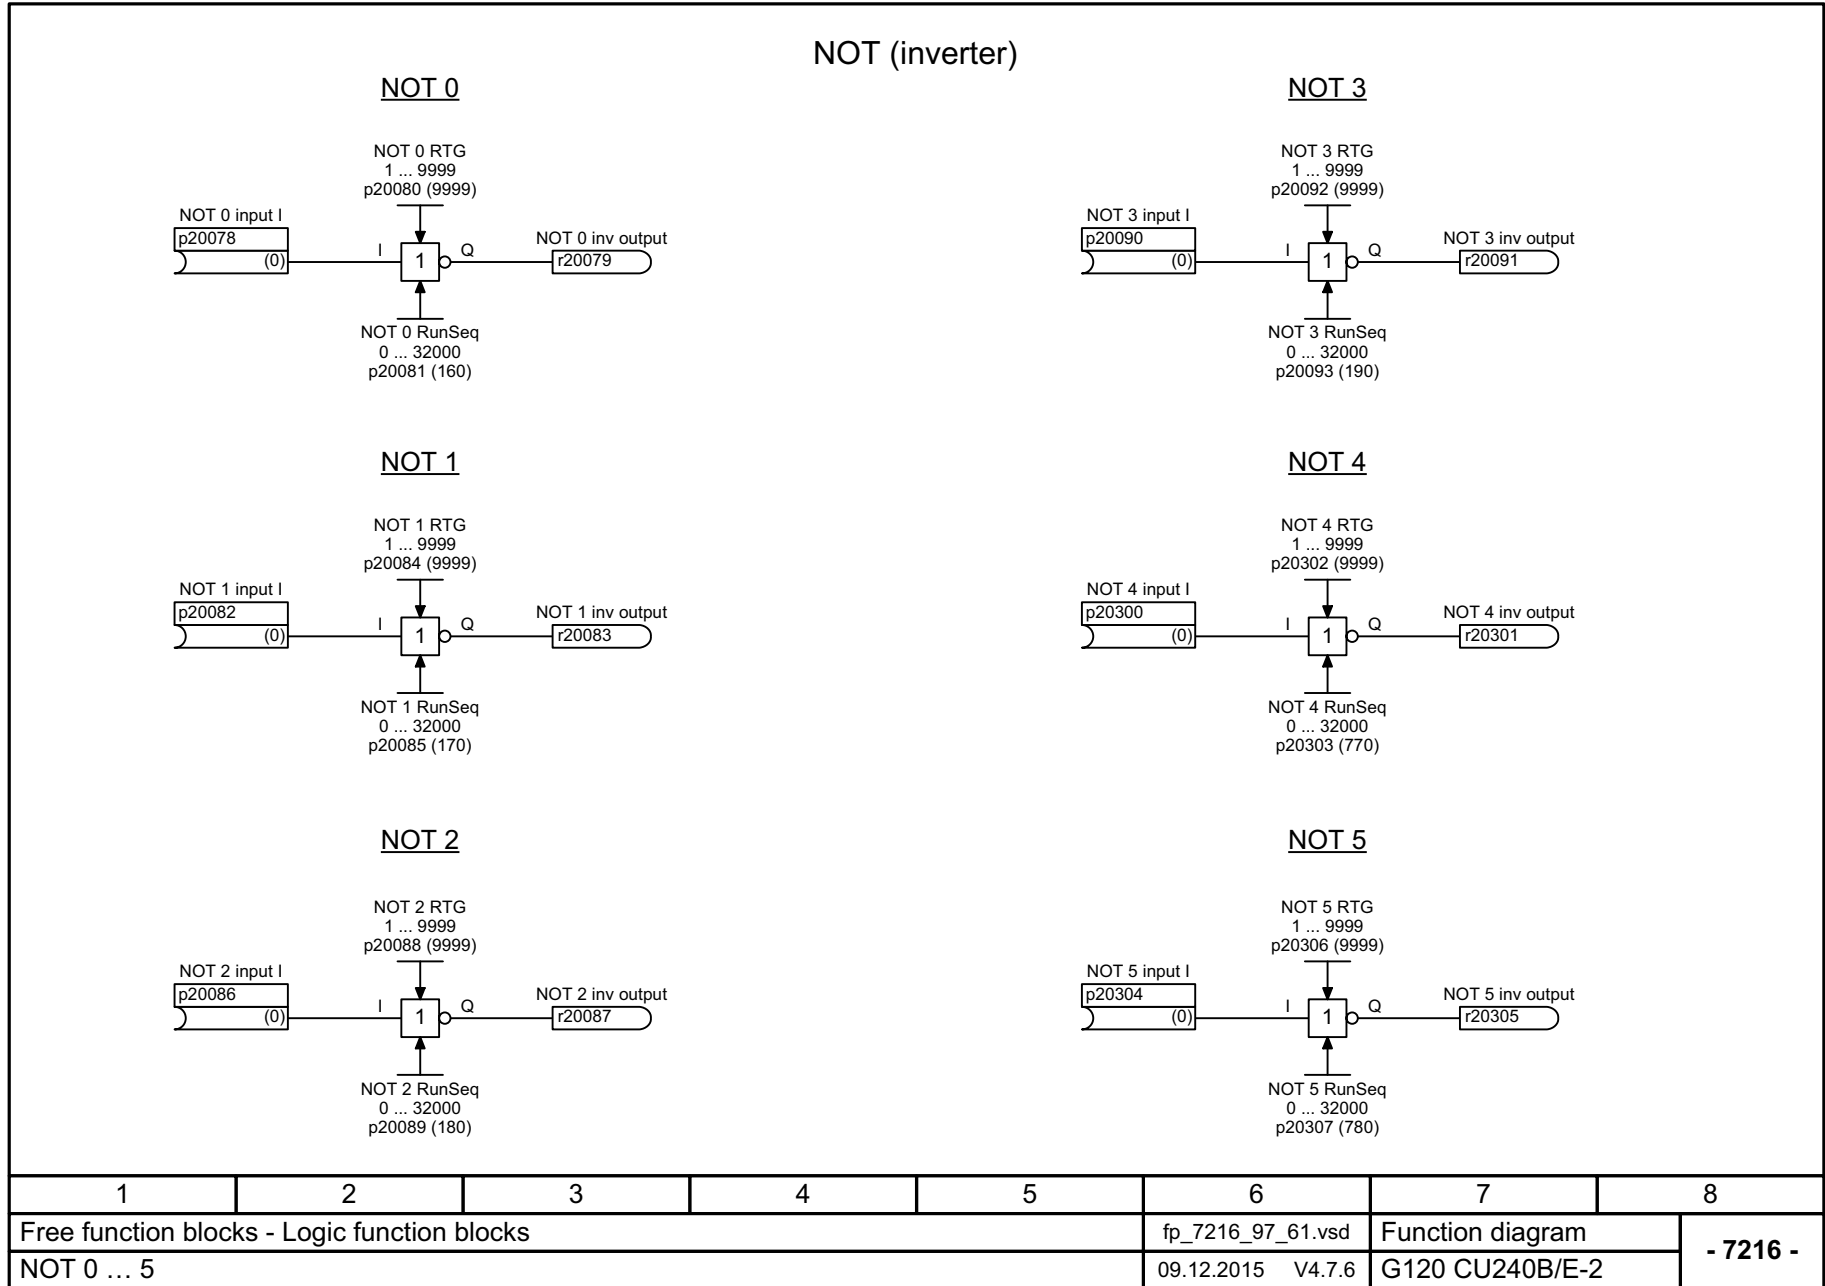 NOT (inverter)
NOT 0
NOT 0 RTG
1 ... 9999
p20080 (9999)
NOT 0 input I
p20078
(0)
I
1
Q
NOT 0 inv output
r20079
NOT 0 RunSeq
0 ... 32000
p20081 (160)
NOT 3
NOT 3 RTG
1 ... 9999
p20092 (9999)
NOT 3 input I
p20090
(0)
I
1
Q
NOT 3 inv output
r20091
NOT 3 RunSeq
0 ... 32000
p20093 (190)
NOT 1
NOT 1 RTG
1 ... 9999
p20084 (9999)
NOT 1 input I
p20082
(0)
I
1
Q
NOT 1 inv output
r20083
NOT 1 RunSeq
0 ... 32000
p20085 (170)
NOT 4
NOT 4 RTG
1 ... 9999
p20302 (9999)
NOT 4 input I
p20300
(0)
I
1
Q
NOT 4 inv output
r20301
NOT 4 RunSeq
0 ... 32000
p20303 (770)
NOT 2
NOT 2 RTG
1 ... 9999
p20088 (9999)
NOT 2 input I
p20086
(0)
I
1
Q
NOT 2 inv output
r20087
NOT 2 RunSeq
0 ... 32000
p20089 (180)
NOT 5
NOT 5 RTG
1 ... 9999
p20306 (9999)
NOT 5 input I
p20304
(0)
I
1
Q
NOT 5 inv output
r20305
NOT 5 RunSeq
0 ... 32000
p20307 (780)
1 2 3 4 5 6 7 8
Free function blocks - Logic function blocks
fp_7216_97_61.vsd
Function diagram
- 7216 -
NOT 0 … 5
09.12.2015 V4.7.6
G120 CU240B/E-2